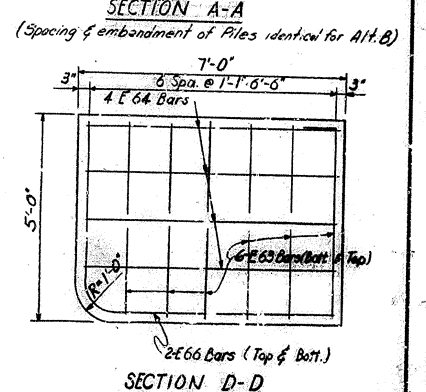 SECTION A-A
(Spacing & embandment of Piles identical for Alt. B)
7'-0"
3"
6 Spa. @ 1'-1"=6'-6"
3"
4 E 64 Bars
5'-0"
6-E 63 Bars (Bott & Top)
R=1'-0"
2-E66 Bars (Top & Bott.)
SECTION D-D